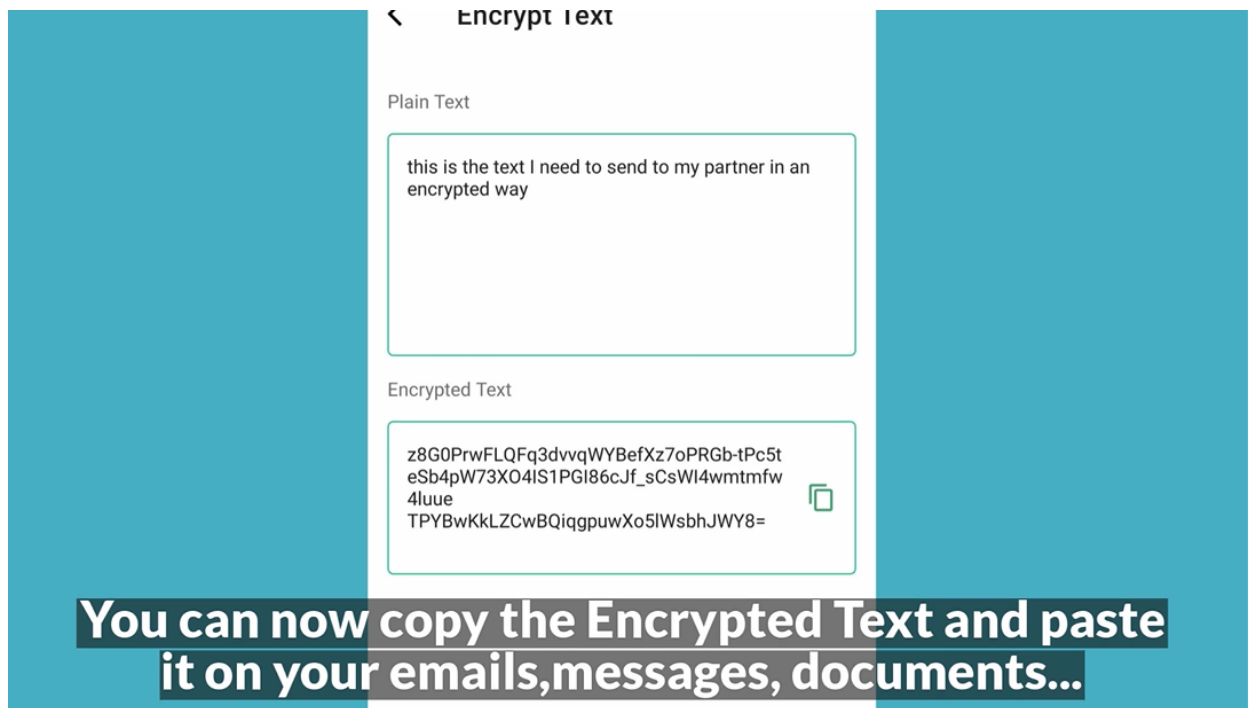 Encrypt Text
Plain Text
this is the text I need to send to my partner in an
encrypted way
Encrypted Text
z8G0PrwFLQFq3dvvqWYBefXz7oPRGb-tPc5t
eSb4pW73XO4IS1PGI86cJf_sCsWI4wmtmfw
4luue
TPYBwKkLZCwBQiqgpuwXo5lWsbhJWY8=
You can now copy the Encrypted Text and paste
it on your emails,messages, documents...